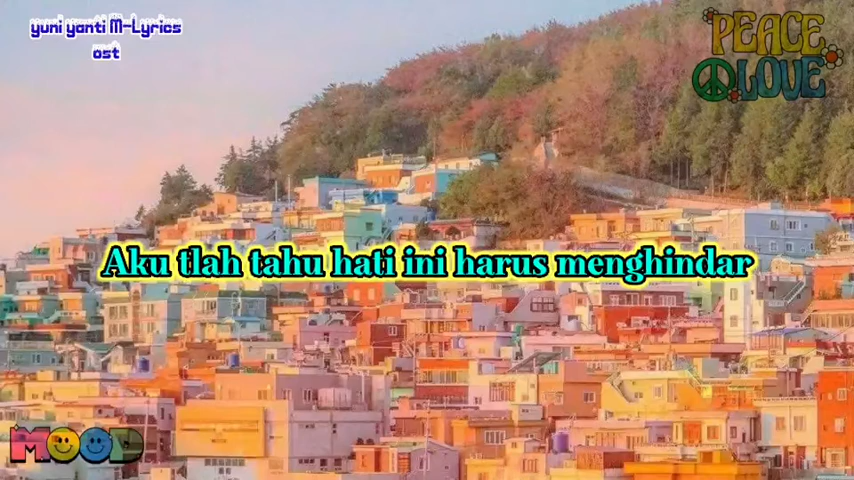 yuni yanti M-Lyrics
ost
PEACE
LOVE
Aku tlah tahu hati ini harus menghindar
MOOD